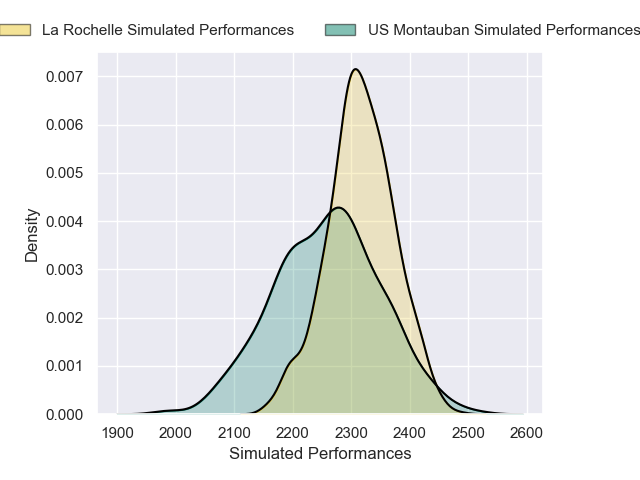 La Rochelle Simulated Performances US Montauban Simulated Performances
0.007
0.006
0.005
0.004
0.003
0.002
0.001
0.000
Density
1900 2000 2100 2200 2300 2400 2500 2600
Simulated Performances